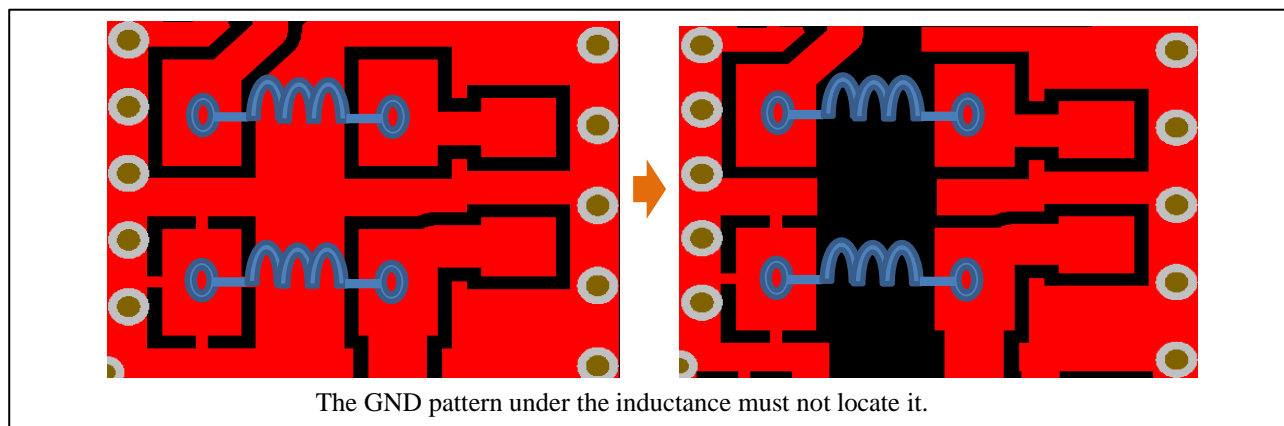 The GND pattern under the inductance must not locate it.